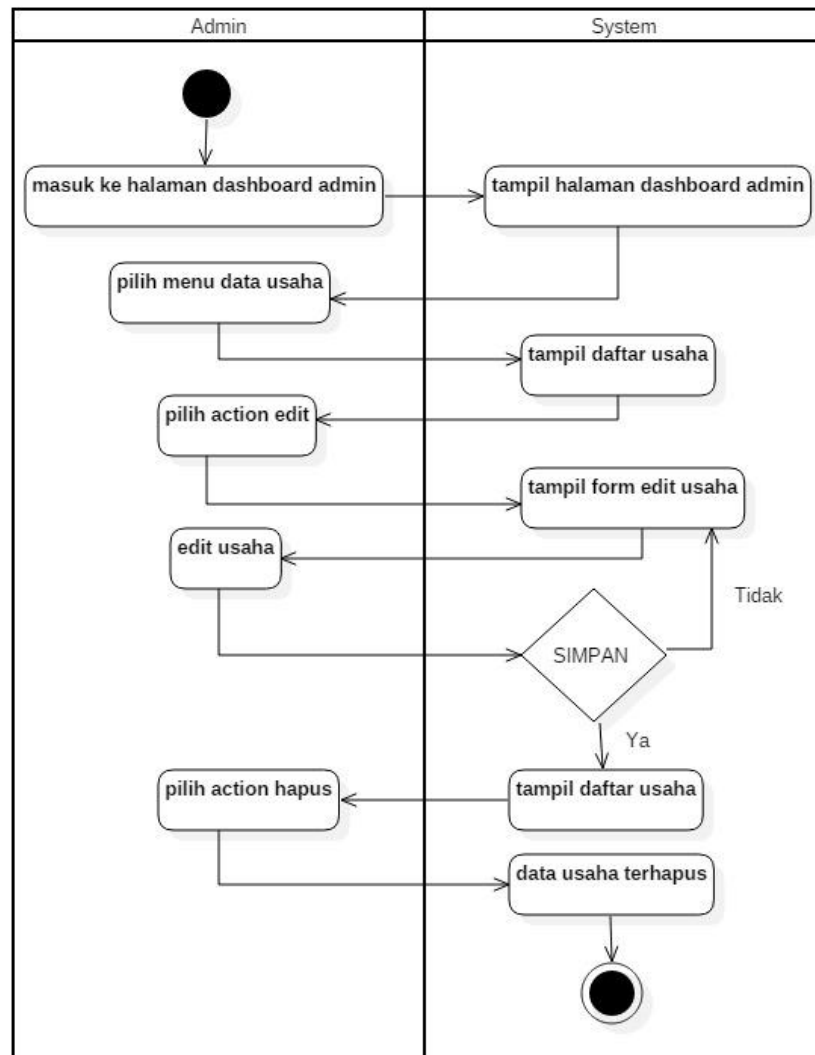 Admin
System
masuk ke halaman dashboard admin
tampil halaman dashboard admin
pilih menu data usaha
tampil daftar usaha
pilih action edit
tampil form edit usaha
edit usaha
Tidak
SIMPAN
Ya
pilih action hapus
tampil daftar usaha
data usaha terhapus